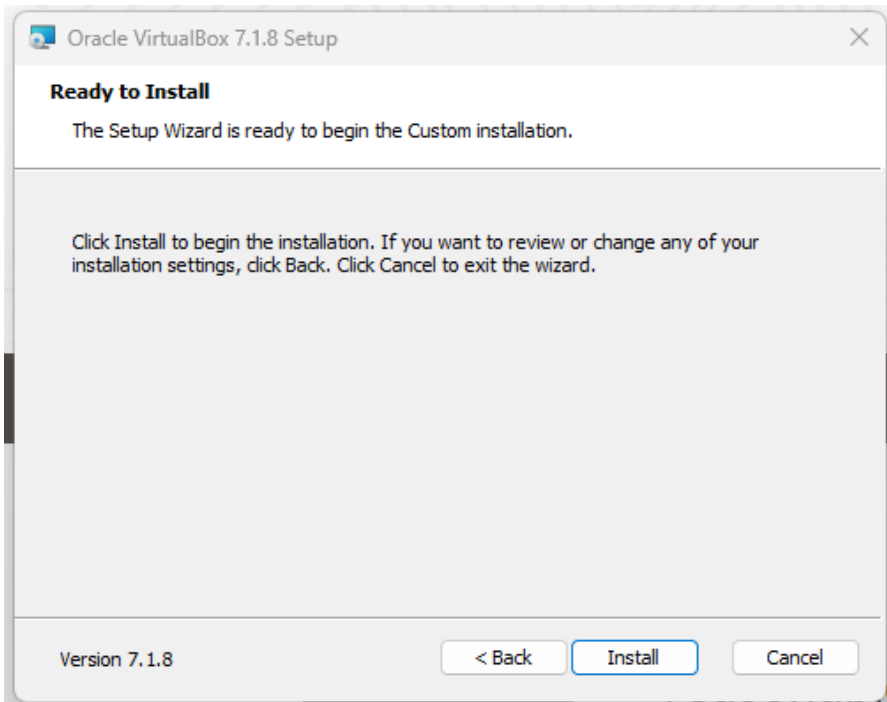 Oracle VirtualBox 7.1.8 Setup
Ready to Install
The Setup Wizard is ready to begin the Custom installation.
Click Install to begin the installation. If you want to review or change any of your
installation settings, click Back. Click Cancel to exit the wizard.
Version 7.1.8
< Back
Install
Cancel